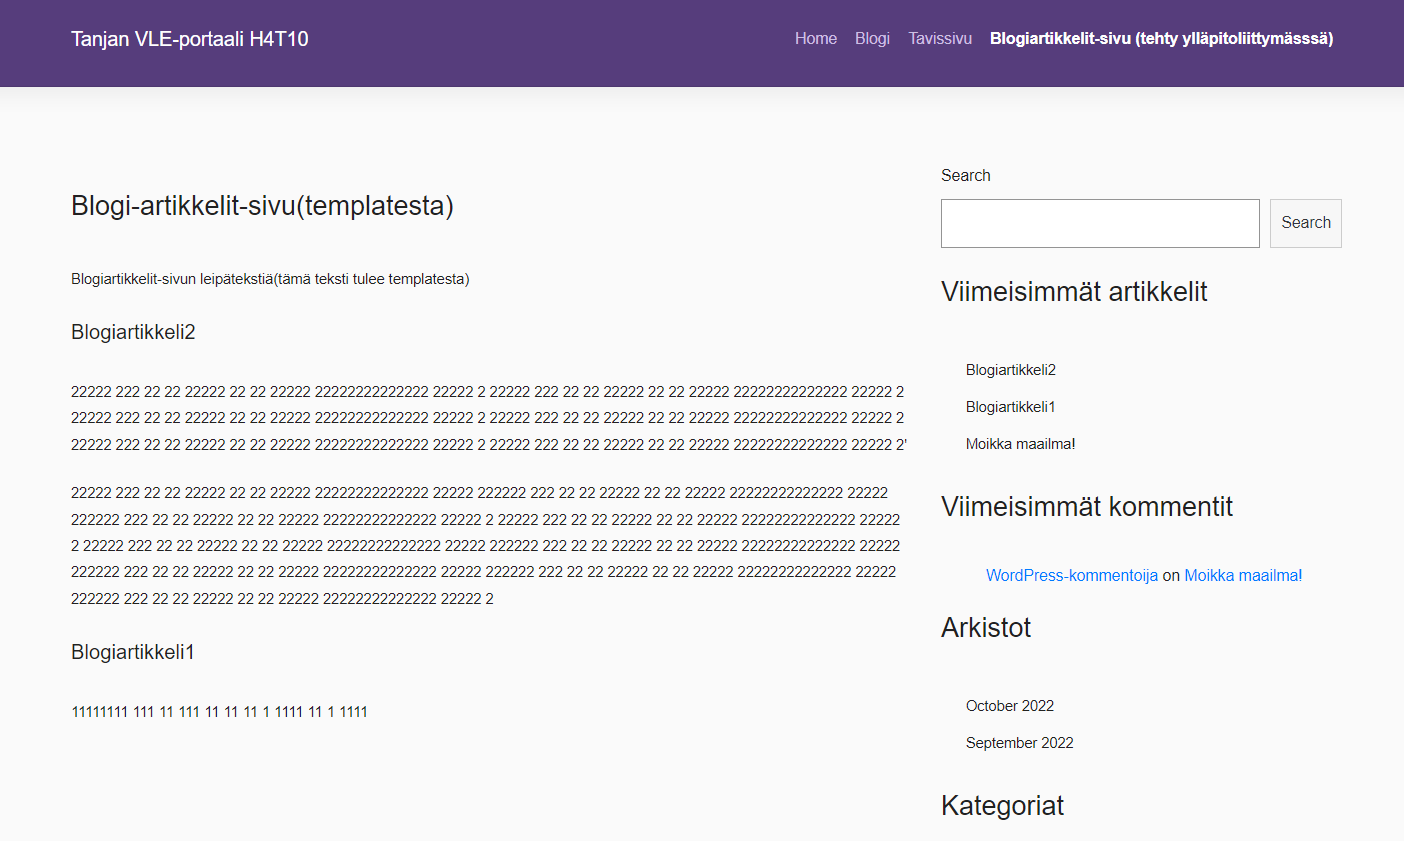 Tanjan VLE-portaali H4T10
Home Blogi Tavissivu Blogiartikkelit-sivu (tehty ylläpitoliittymässsä)
Blogi-artikkelit-sivu(templatesta)
Blogiartikkelit-sivun leipätekstiä(tämä teksti tulee templatesta)
Blogiartikkeli2
22222 222 22 22 22222 22 22 22222 22222222222222 22222 2 22222 222 22 22 22222 22 22 22222 22222222222222 22222 2
22222 222 22 22 22222 22 22 22222 22222222222222 22222 2 22222 222 22 22 22222 22 22 22222 22222222222222 22222 2
22222 222 22 22 22222 22 22 22222 22222222222222 22222 2 22222 222 22 22 22222 22 22 22222 22222222222222 22222 2'
22222 222 22 22 22222 22 22 22222 22222222222222 22222 222222 222 22 22 22222 22 22 22222 22222222222222 22222
222222 222 22 22 22222 22 22 22222 22222222222222 22222 2 22222 222 22 22 22222 22 22 22222 22222222222222 22222
2 22222 222 22 22 22222 22 22 22222 22222222222222 22222 222222 222 22 22 22222 22 22 22222 22222222222222 22222
222222 222 22 22 22222 22 22 22222 22222222222222 22222 222222 222 22 22 22222 22 22 22222 22222222222222 22222
222222 222 22 22 22222 22 22 22222 22222222222222 22222 2
Blogiartikkeli1
11111111 111 11 111 11 11 11 1 1111 11 1 1111
Search
Search
Viimeisimmät artikkelit
Blogiartikkeli2
Blogiartikkeli1
Moikka maailma!
Viimeisimmät kommentit
WordPress-kommentoija on Moikka maailma!
Arkistot
October 2022
September 2022
Kategoriat